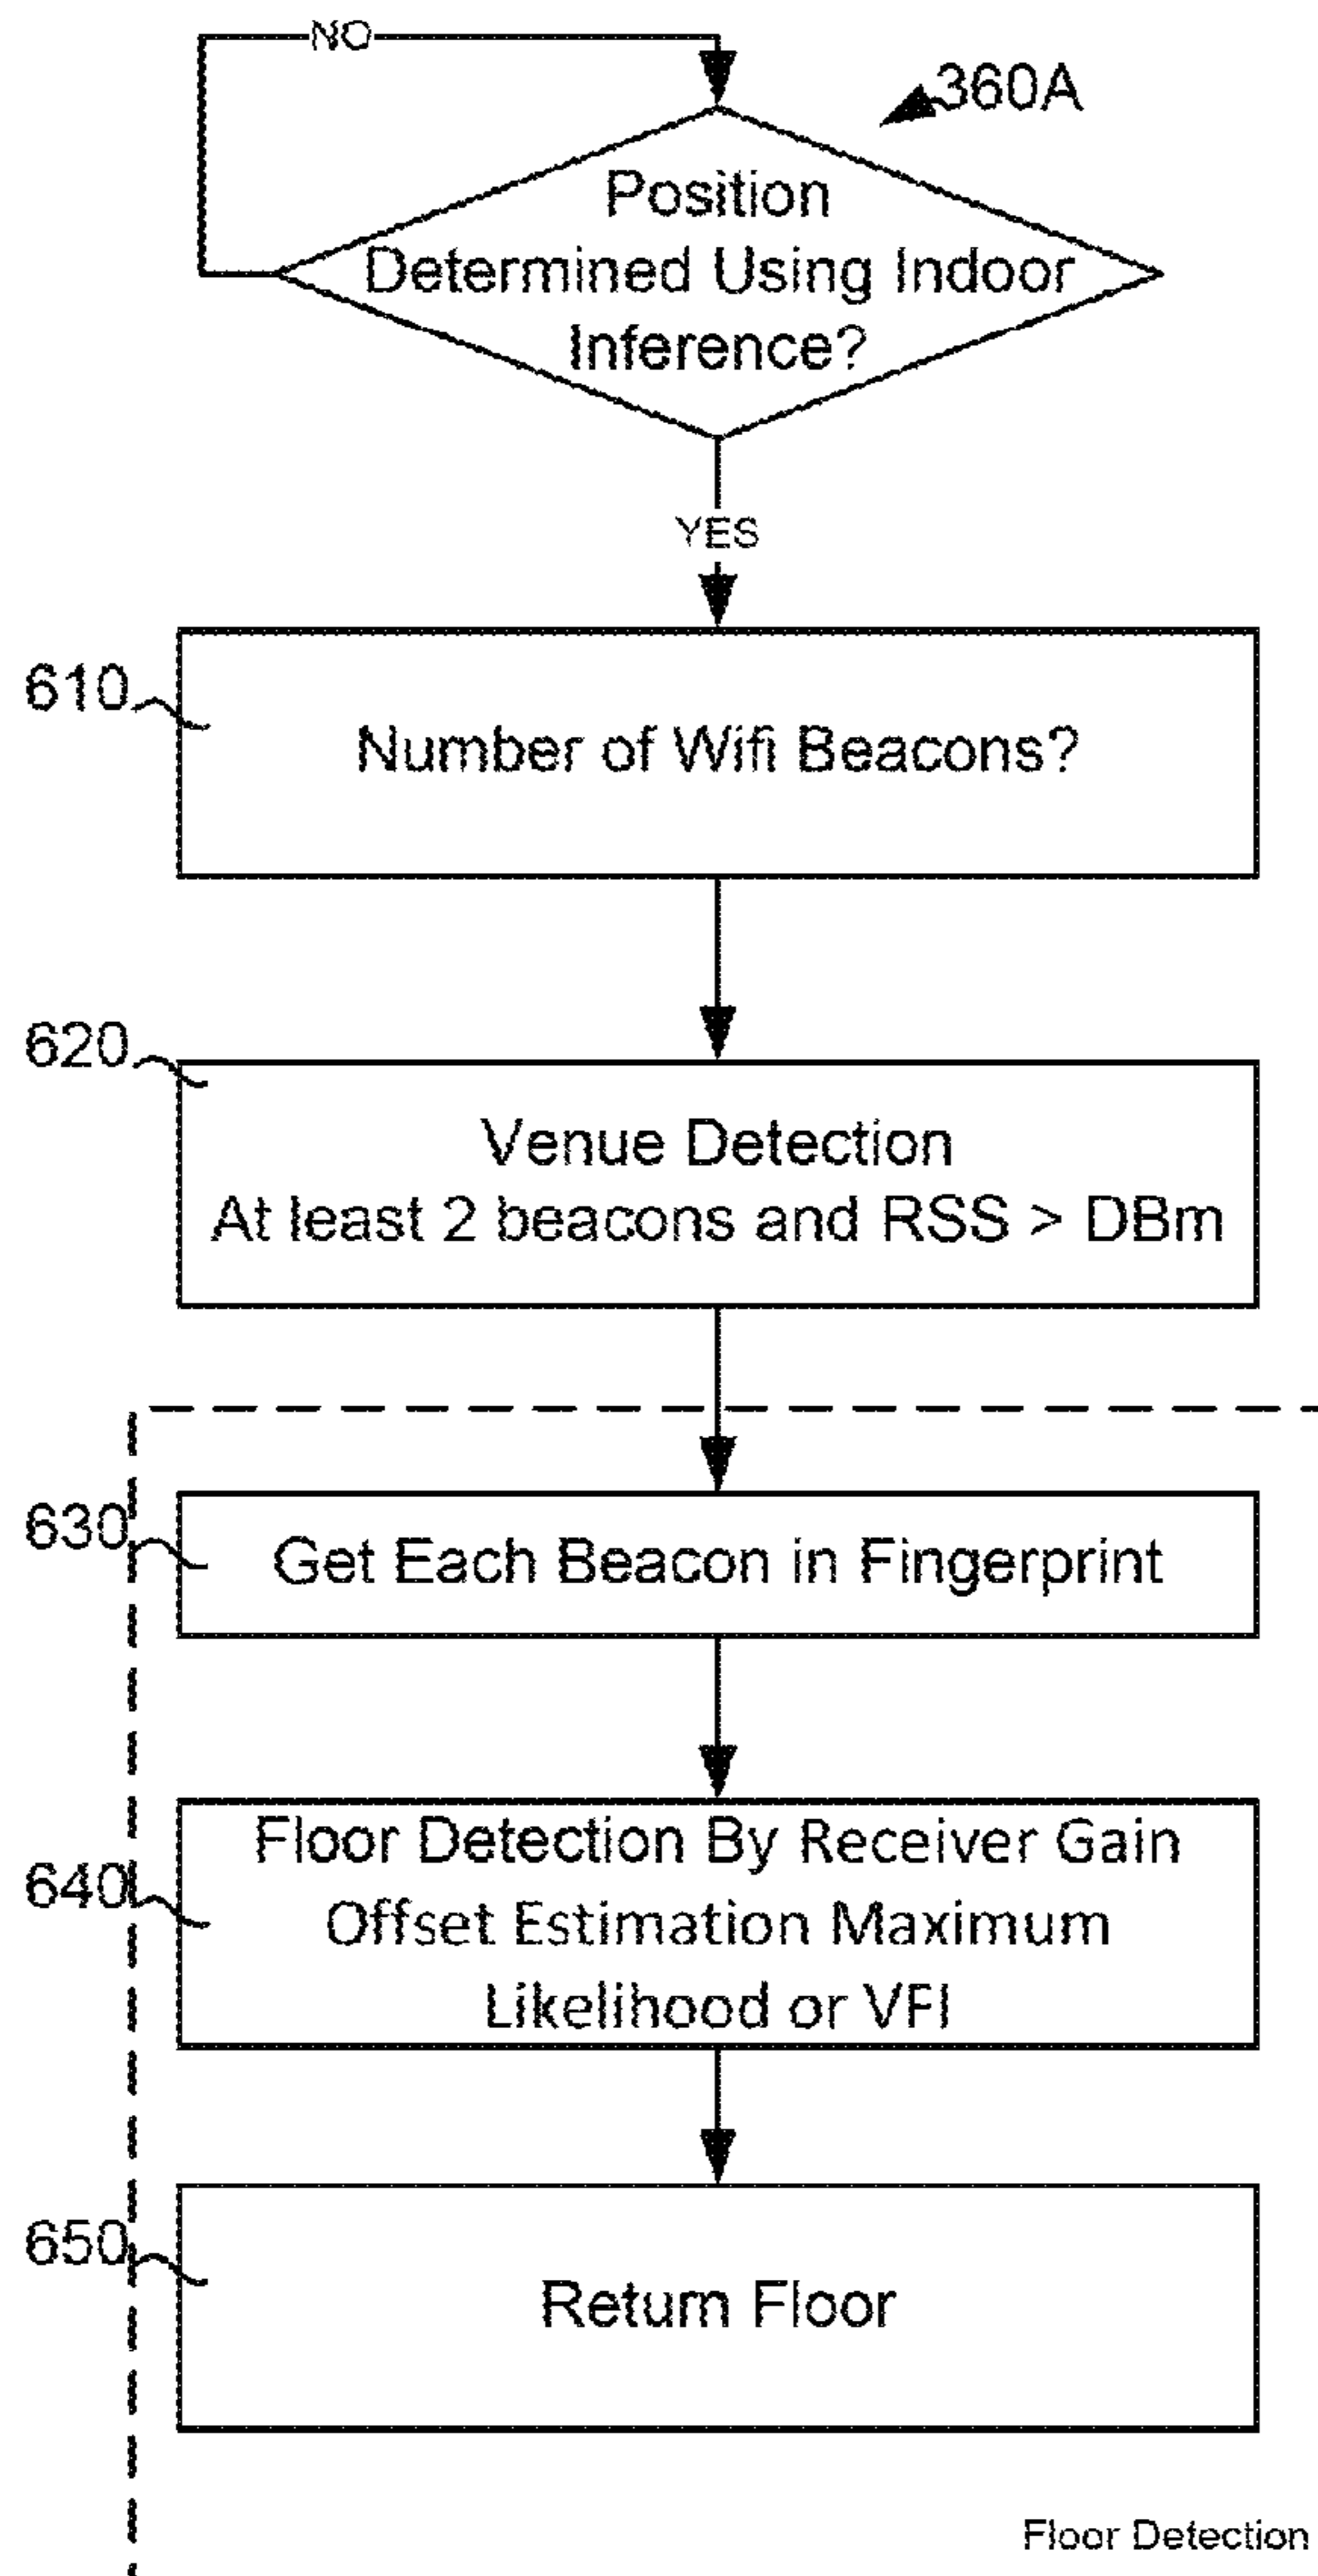 NO
360A
Position
Determined Using Indoor
Inference?
YES
610
Number of Wifi Beacons?
620
Venue Detection
At least 2 beacons and RSS > DBm
630
Get Each Beacon in Fingerprint
640
Floor Detection By Receiver Gain
Offset Estimation Maximum
Likelihood or VFI
650
Return Floor
Floor Detection